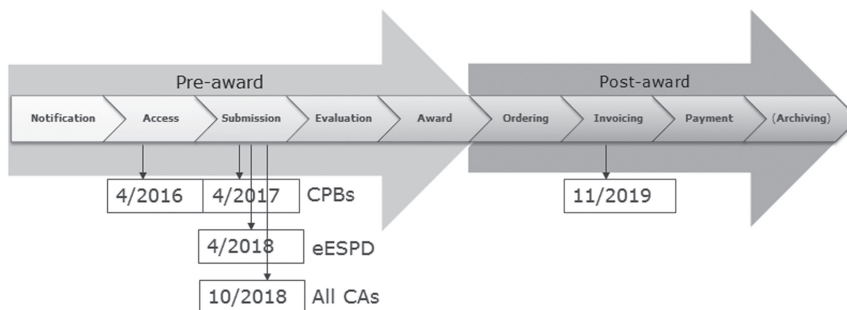 Pre-award
Post-award
Notification
Access
Submission
Evaluation
Award
Ordering
Invoicing
Payment
(Archiving)
4/2016
4/2017
CPBs
11/2019
4/2018
eESPD
10/2018
All CAs